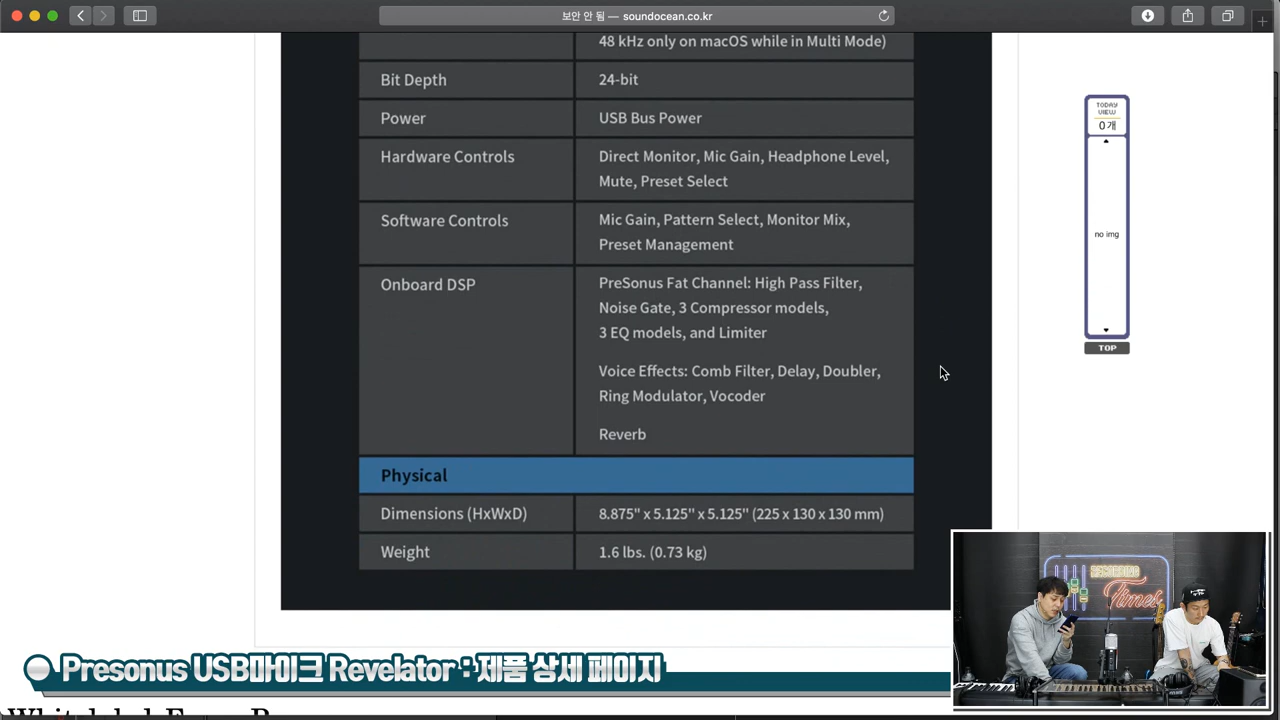 보안 안 됨 — soundocean.co.kr
48 kHz only on macOS while in Multi Mode)
Bit Depth
24-bit
Power
USB Bus Power
Hardware Controls
Direct Monitor, Mic Gain, Headphone Level,
Mute, Preset Select
Software Controls
Mic Gain, Pattern Select, Monitor Mix,
Preset Management
Onboard DSP
PreSonus Fat Channel: High Pass Filter,
Noise Gate, 3 Compressor models,
3 EQ models, and Limiter
Voice Effects: Comb Filter, Delay, Doubler,
Ring Modulator, Vocoder
Reverb
Physical
Dimensions (HxWxD)
8.875" x 5.125" x 5.125" (225 x 130 x 130 mm)
Weight
1.6 lbs. (0.73 kg)
TODAY
VIEW
0개
no img
TOP
RECORDING
Times
Presonus USB마이크 Revelator : 제품 상세 페이지